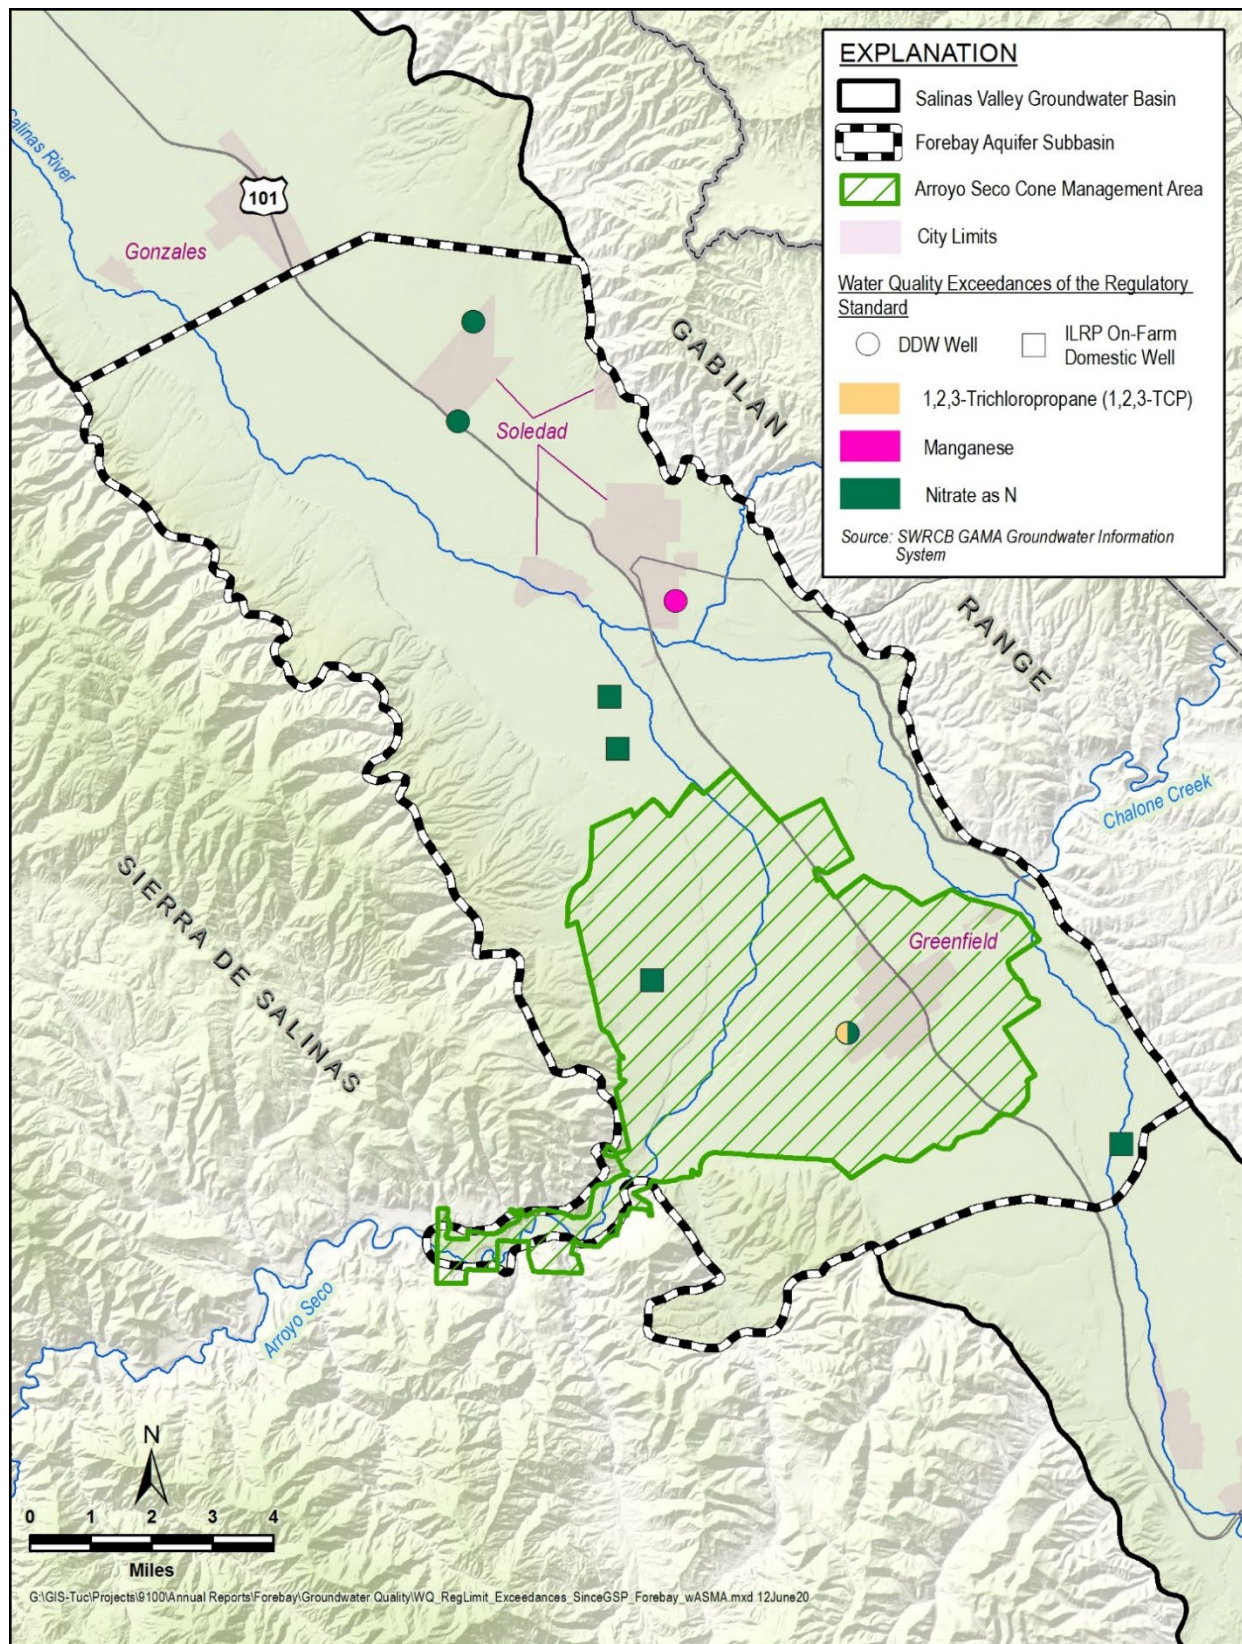 EXPLANATION
Salinas Valley Groundwater Basin
Forebay Aquifer Subbasin
Arroyo Seco Cone Management Area
City Limits
Water Quality Exceedances of the Regulatory
Standard
DDW Well
ILRP On-Farm
Domestic Well
1,2,3-Trichloropropane (1,2,3-TCP)
Manganese
Nitrate as N
Source: SWRCB GAMA Groundwater Information
System
Salinas River
101
Gonzales
GABILAN
Soledad
RANGE
Chalone Creek
SIERRA DE SALINAS
Greenfield
Arroyo Seco
N
0 1 2 3 4
Miles
G:\GIS-Tuc\Projects\9100\Annual Reports\Forebay\Groundwater Quality\WQ_RegLimit_Exceedances_SinceGSP_Forebay_wASMA.mxd 12June20